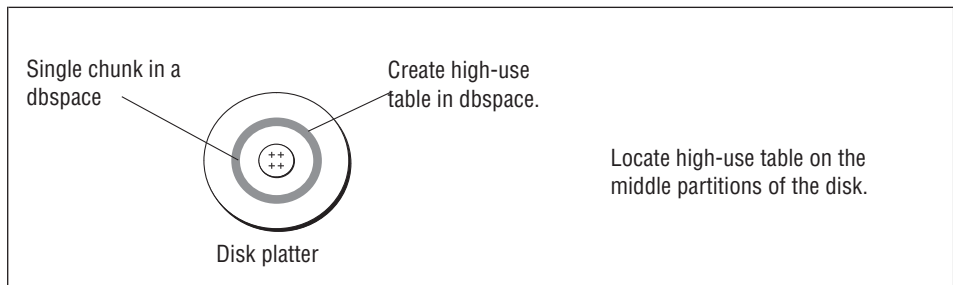 Single chunk in a
dbspace
Create high-use
table in dbspace.
++
++
Locate high-use table on the
middle partitions of the disk.
Disk platter